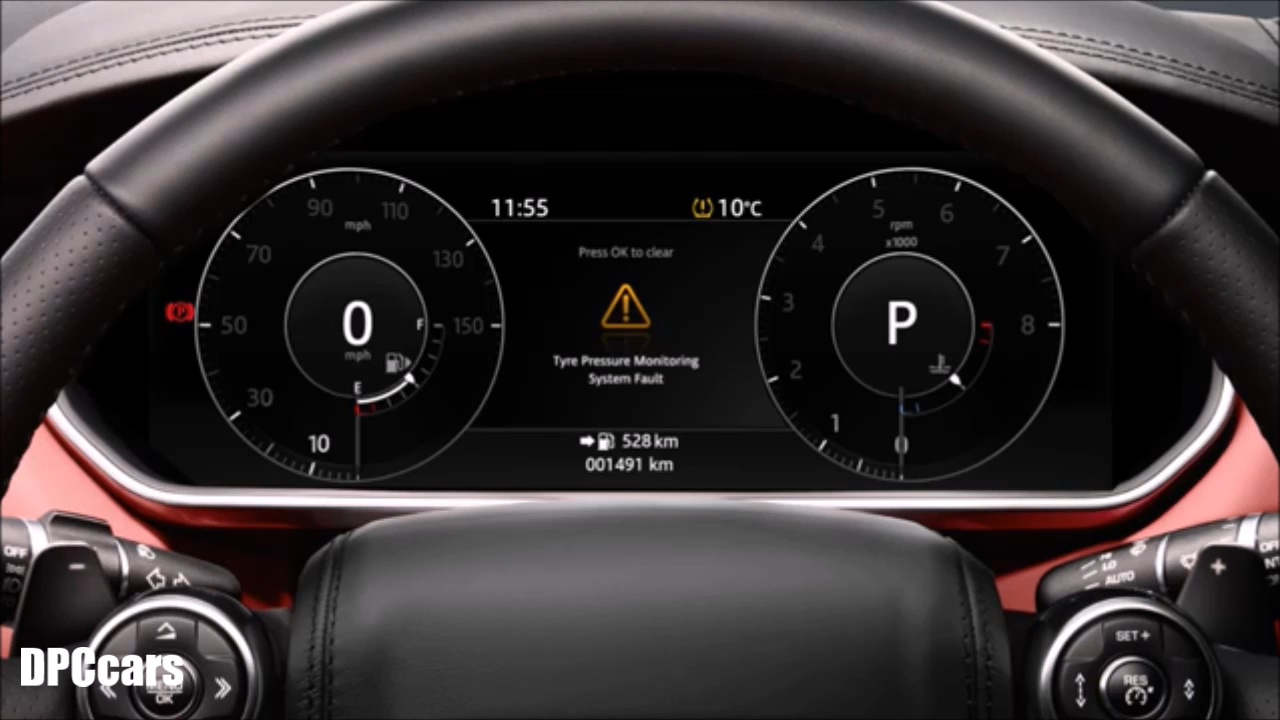 11:55
10°C
Press OK to clear
Tyre Pressure Monitoring
System Fault
528 km
001491 km
90
110
mph
70
130
50
150
30
10
0
mph
F
E
5
6
rpm
x1000
4
7
3
8
2
1
0
P
OFF
LO
AUTO
OK
SET +
RES
DPCcars